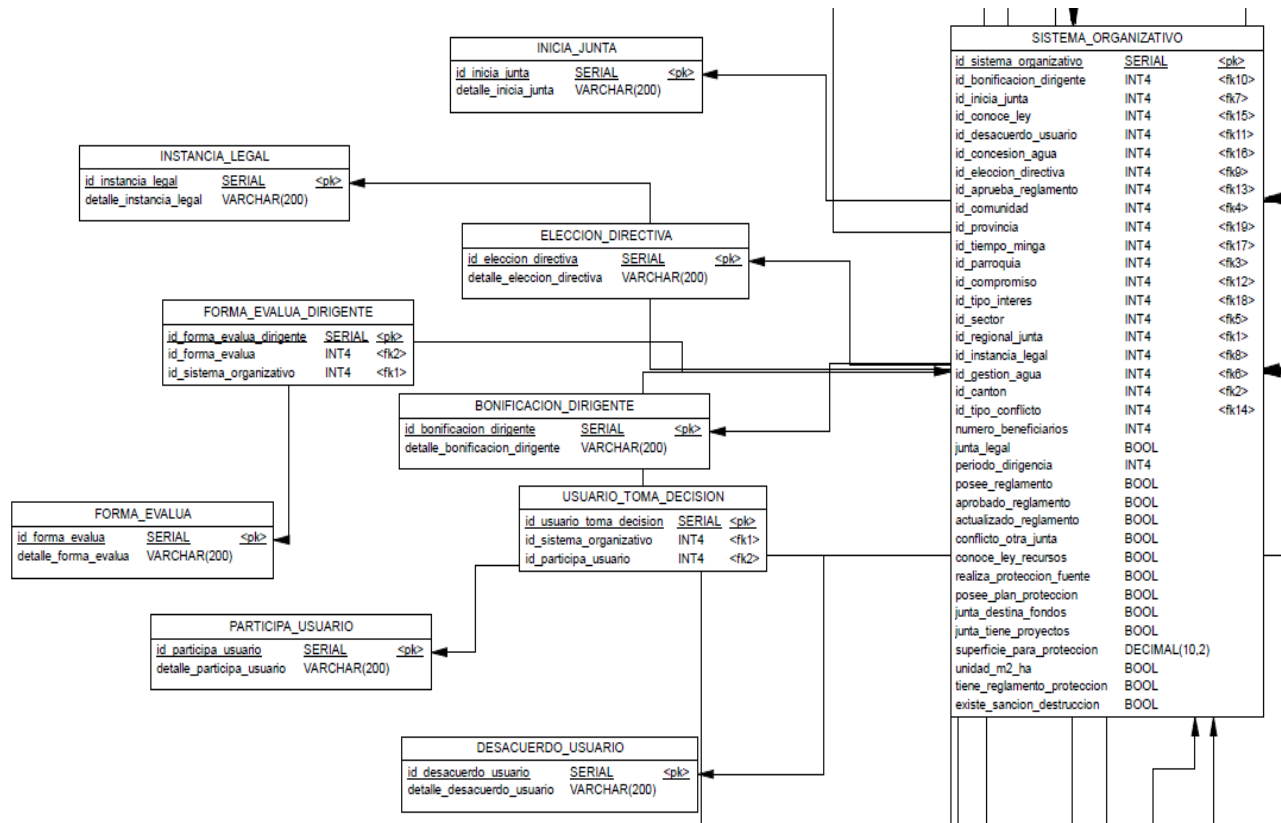 INICIA_JUNTA
id_inicia_junta SERIAL <pk>
detalle_inicia_junta VARCHAR(200)
INSTANCIA_LEGAL
id_instancia_legal SERIAL <pk>
detalle_instancia_legal VARCHAR(200)
ELECCION_DIRECTIVA
id_eleccion_directiva SERIAL <pk>
detalle_eleccion_directiva VARCHAR(200)
FORMA_EVALUA_DIRIGENTE
id_forma_evalua_dirigente SERIAL <pk>
id_forma_evalua INT4 <fk2>
id_sistema_organizativo INT4 <fk1>
BONIFICACION_DIRIGENTE
id_bonificacion_dirigente SERIAL <pk>
detalle_bonificacion_dirigente VARCHAR(200)
FORMA_EVALUA
id_forma_evalua SERIAL <pk>
detalle_forma_evalua VARCHAR(200)
USUARIO_TOMA_DECISION
id_usuario_toma_decision SERIAL <pk>
id_sistema_organizativo INT4 <fk1>
id_participa_usuario INT4 <fk2>
PARTICIPA_USUARIO
id_participa_usuario SERIAL <pk>
detalle_participa_usuario VARCHAR(200)
DESACUERDO_USUARIO
id_desacuerdo_usuario SERIAL <pk>
detalle_desacuerdo_usuario VARCHAR(200)
SISTEMA_ORGANIZATIVO
id_sistema_organizativo SERIAL <pk>
id_bonificacion_dirigente INT4 <fk10>
id_inicia_junta INT4 <fk7>
id_conoce_ley INT4 <fk15>
id_desacuerdo_usuario INT4 <fk11>
id_concesion_agua INT4 <fk16>
id_eleccion_directiva INT4 <fk9>
id_aprueba_reglamento INT4 <fk13>
id_comunidad INT4 <fk4>
id_provincia INT4 <fk19>
id_tiempo_minga INT4 <fk17>
id_parroquia INT4 <fk3>
id_compromiso INT4 <fk12>
id_tipo_interes INT4 <fk18>
id_sector INT4 <fk5>
id_regional_junta INT4 <fk1>
id_instancia_legal INT4 <fk8>
id_gestion_agua INT4 <fk6>
id_canton INT4 <fk2>
id_tipo_conflicto INT4 <fk14>
numero_beneficiarios INT4
junta_legal BOOL
periodo_dirigencia INT4
posee_reglamento BOOL
aprobado_reglamento BOOL
actualizado_reglamento BOOL
conflicto_otra_junta BOOL
conoce_ley_recursos BOOL
realiza_proteccion_fuente BOOL
posee_plan_proteccion BOOL
junta_destina_fondos BOOL
junta_tiene_proyectos BOOL
superficie_para_proteccion DECIMAL(10,2)
unidad_m2_ha BOOL
tiene_reglamento_proteccion BOOL
existe_sancion_destruccion BOOL